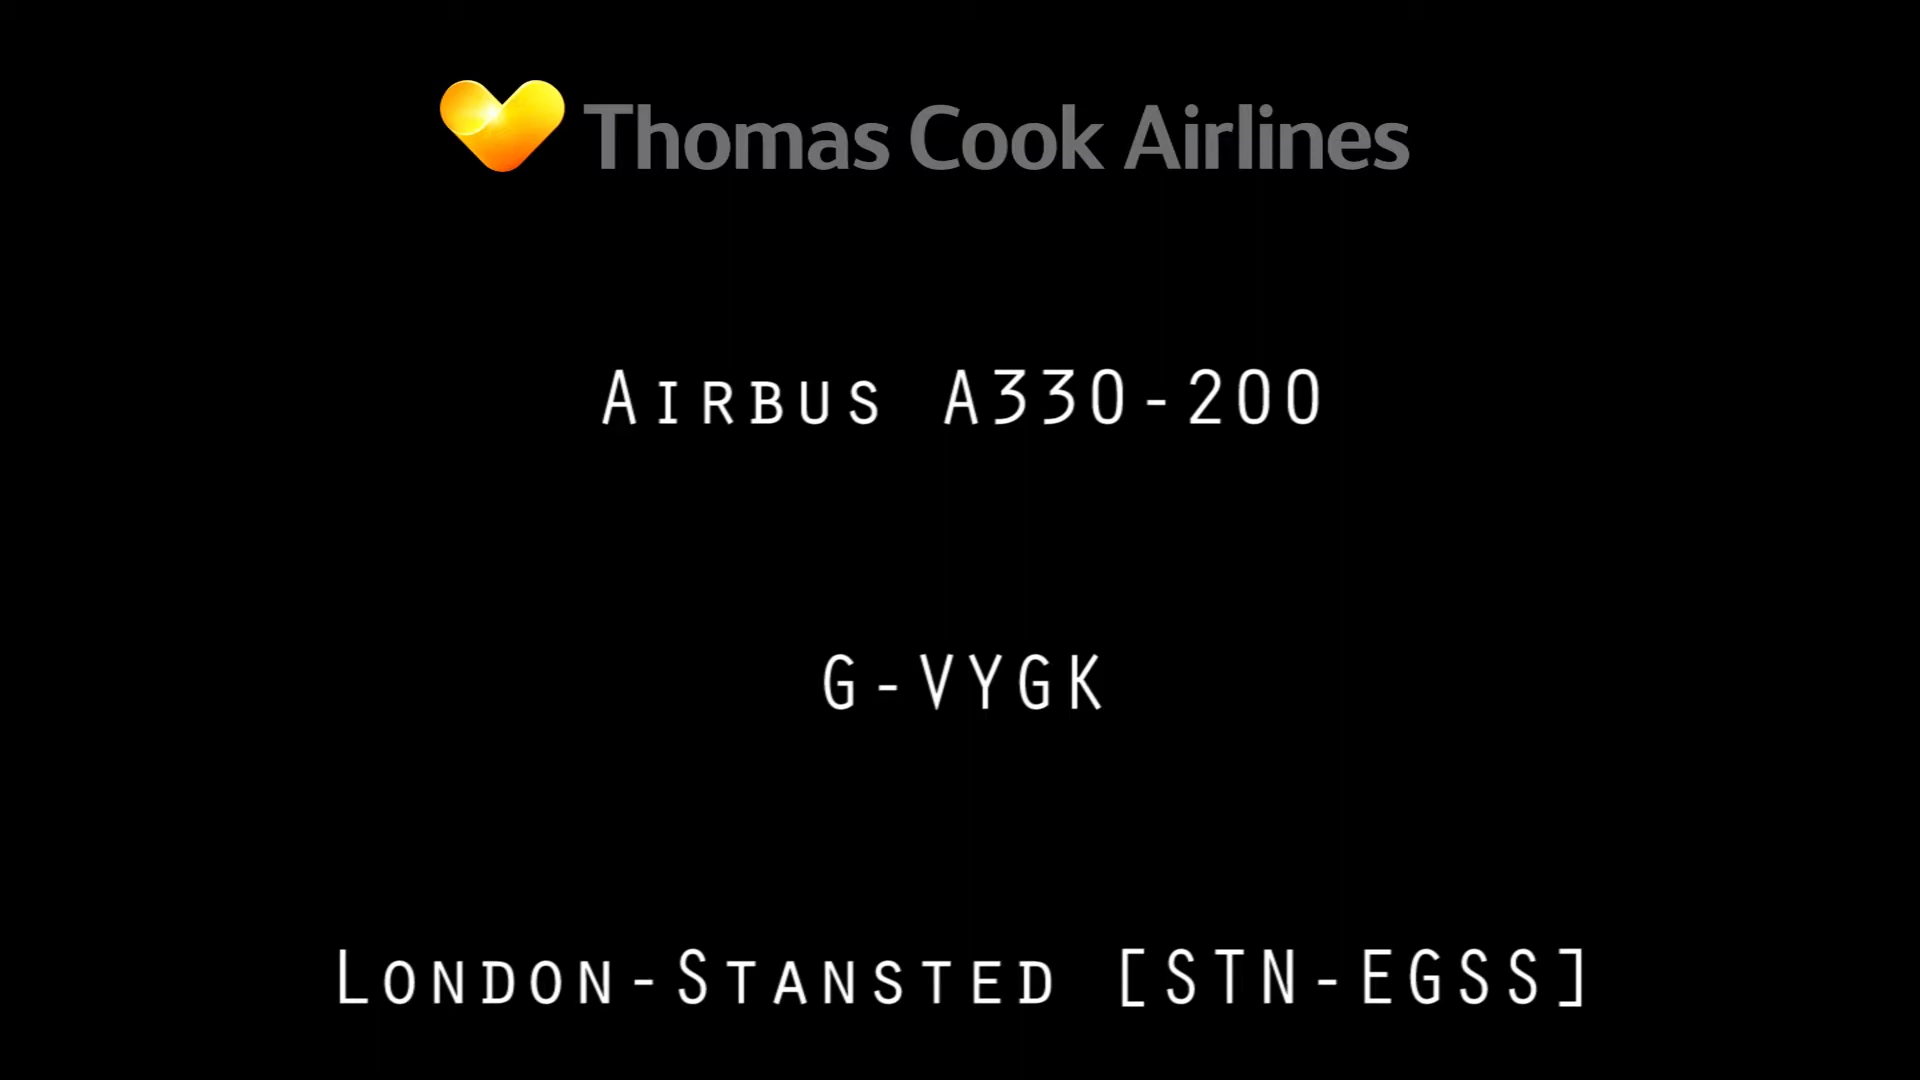 Thomas Cook Airlines
Airbus A330-200
G-VYGK
London-Stansted [STN-EGSS]